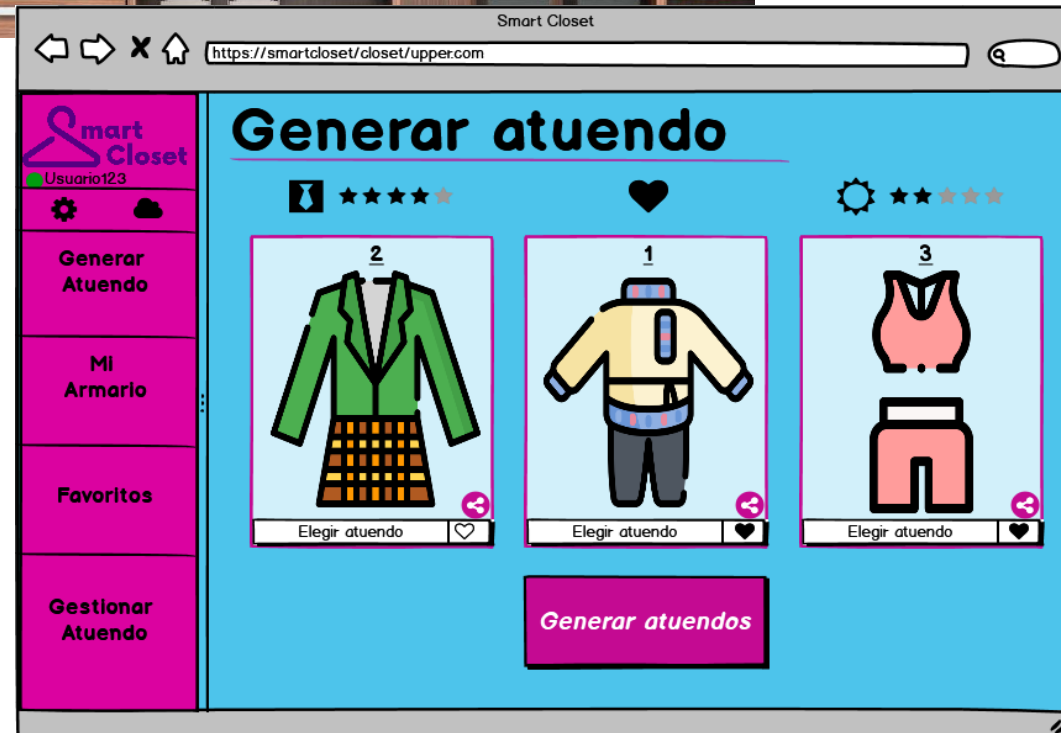 Smart Closet
https://smartcloset/closet/upper.com
Smart
Closet
Usuario123
Generar
Atuendo
Mi
Armario
Favoritos
Gestionar
Atuendo
Generar atuendo
2
1
3
Elegir atuendo
Elegir atuendo
Elegir atuendo
Generar atuendos